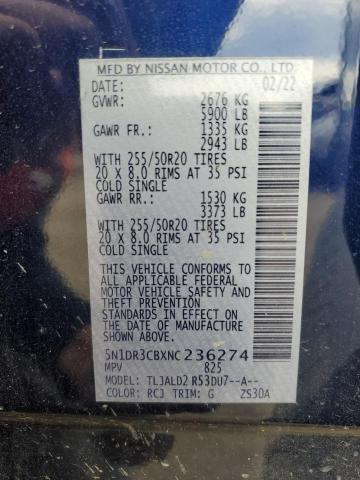 MFD BY NISSAN MOTOR CO., LTD.
DATE: 02/22
GVWR: 2676 KG
5900 LB
GAWR FR.: 1335 KG
2943 LB
WITH 255/50R20 TIRES
20 X 8.0 RIMS AT 35 PSI
COLD SINGLE
GAWR RR.: 1530 KG
3373 LB
WITH 255/50R20 TIRES
20 X 8.0 RIMS AT 35 PSI
COLD SINGLE
THIS VEHICLE CONFORMS TO
ALL APPLICABLE FEDERAL
MOTOR VEHICLE SAFETY
AND THEFT PREVENTION
STANDARDS IN EFFECT ON
THE DATE OF MANUFACTURE
SHOWN ABOVE.
5N1DR3CBXNC236274
MPV 825
MODEL: TLJALD2 R53DU7--A--
COLOR: RCJ TRIM: G ZS30A